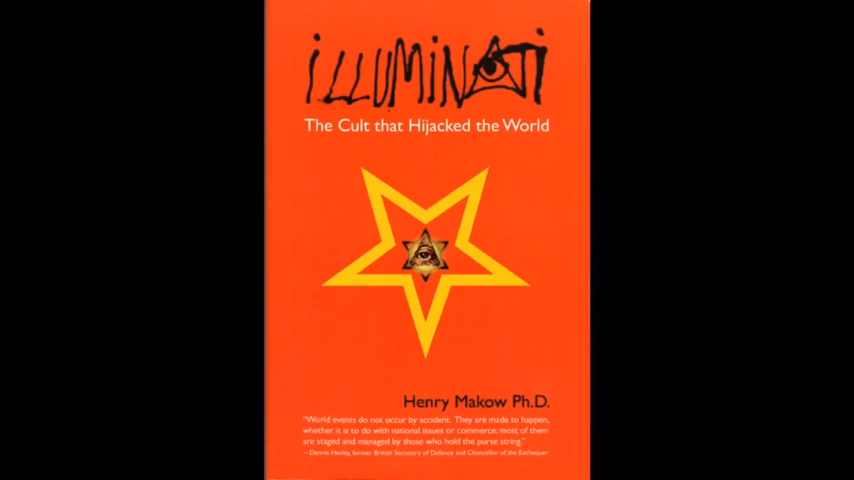 iLLUMiNATi
The Cult that Hijacked the World
Henry Makow Ph.D.
"World events do not occur by accident. They are made to happen,
whether it is to do with national issues or commerce; most of them
are staged and managed by those who hold the purse string."
- Dennis Healey, former British Secretary of Defence and Chancellor of the Exchequer